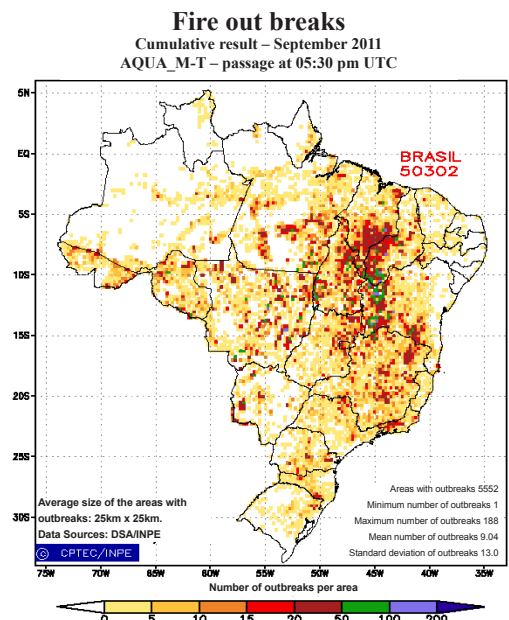 Fire out breaks
Cumulative result – September 2011
AQUA_M-T – passage at 05:30 pm UTC
5N
EQ
BRASIL
50302
5S
10S
15S
20S
25S
30S
Average size of the areas with
outbreaks: 25km x 25km.
Data Sources: DSA/INPE
© CPTEC/INPE
Areas with outbreaks 5552
Minimum number of outbreaks 1
Maximum number of outbreaks 188
Mean number of outbreaks 9.04
Standard deviation of outbreaks 13.0
75W 70W 65W 60W 55W 50W 45W 40W 35W
Number of outbreaks per area
0 5 10 15 20 50 100 200